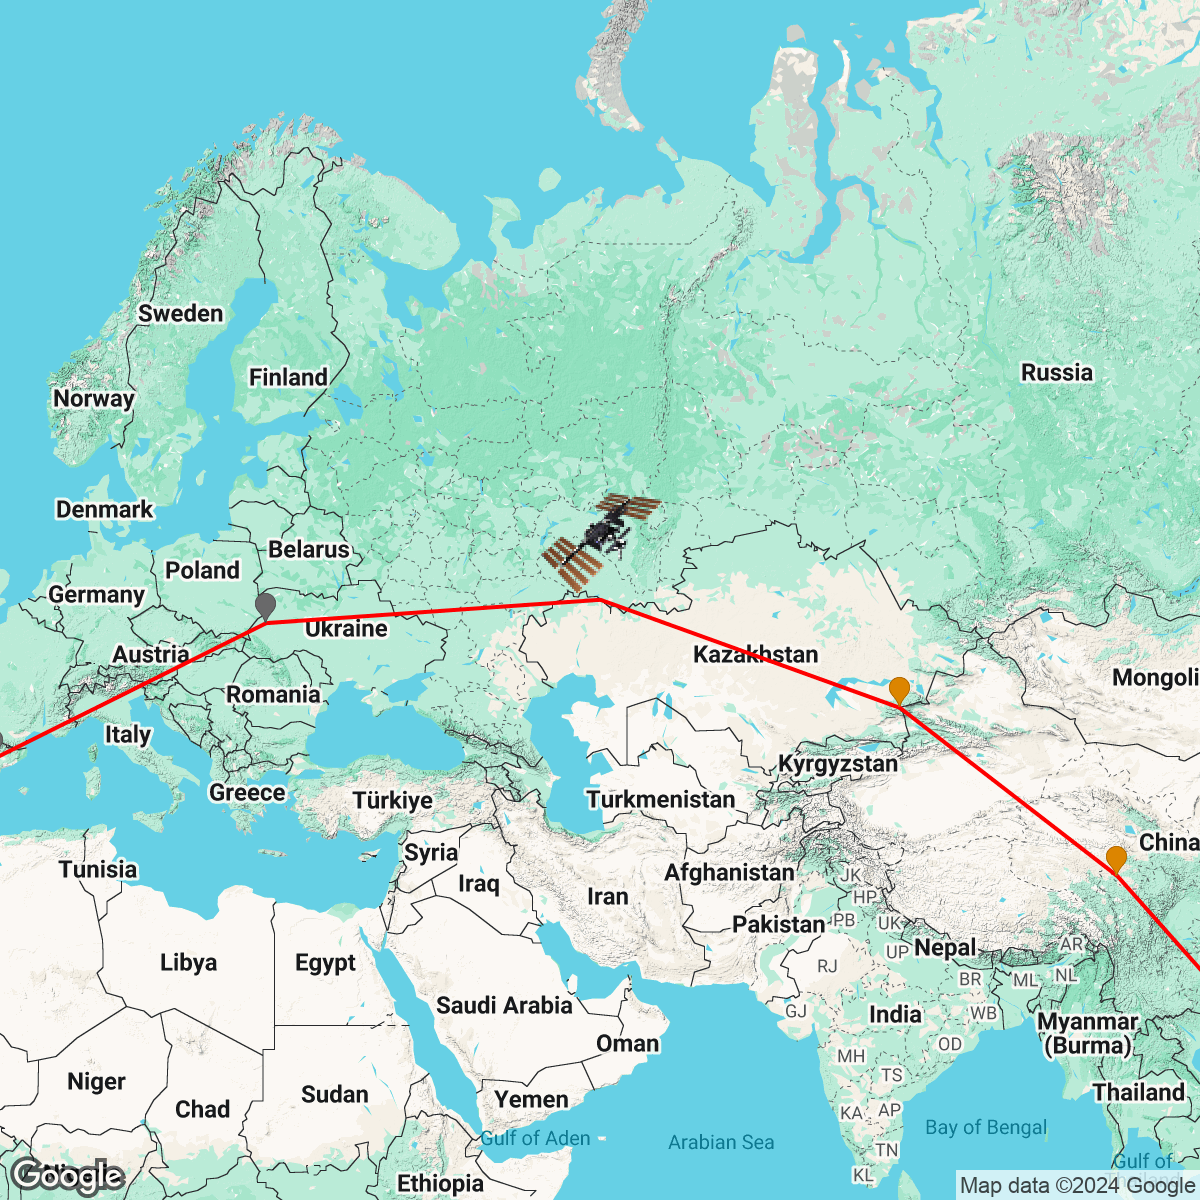 Sweden
Finland
Russia
Norway
Denmark
Belarus
Poland
Germany
Ukraine
Austria
Kazakhstan
Mongoli
Romania
Italy
Kyrgyzstan
Greece
Türkiye
Turkmenistan
China
Syria
Tunisia
Afghanistan
JK
Iraq
Iran
HP
Pakistan
PB
UK
Nepal
AR
UP
Libya
Egypt
RJ
BR
ML
NL
Saudi Arabia
GJ
India
WB
Myanmar
(Burma)
Oman
OD
MH
TS
Niger
Sudan
Thailand
Chad
Yemen
KA
AP
Bay of Bengal
Gulf of Aden
Arabian Sea
TN
Gulf of
KL
Ethiopia
Google
Map data ©2024 Google